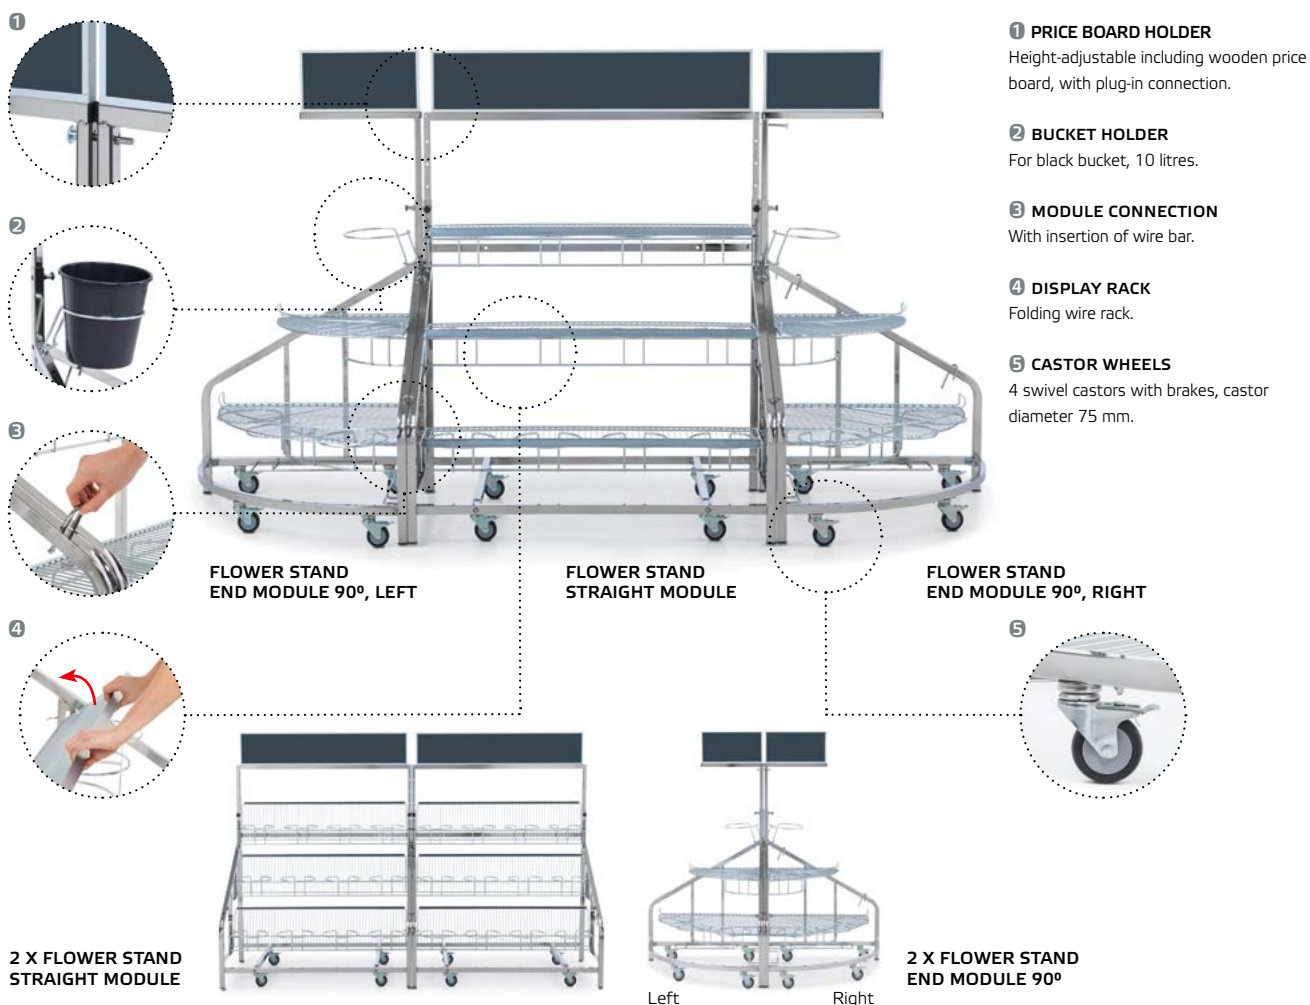 1
1 PRICE BOARD HOLDER
Height-adjustable including wooden price
board, with plug-in connection.
2
2 BUCKET HOLDER
For black bucket, 10 litres.
3 MODULE CONNECTION
With insertion of wire bar.
4 DISPLAY RACK
Folding wire rack.
5 CASTOR WHEELS
4 swivel castors with brakes, castor
diameter 75 mm.
3
FLOWER STAND
END MODULE 90º, LEFT
FLOWER STAND
STRAIGHT MODULE
FLOWER STAND
END MODULE 90º, RIGHT
4
5
2 X FLOWER STAND
STRAIGHT MODULE
Left
Right
2 X FLOWER STAND
END MODULE 90º